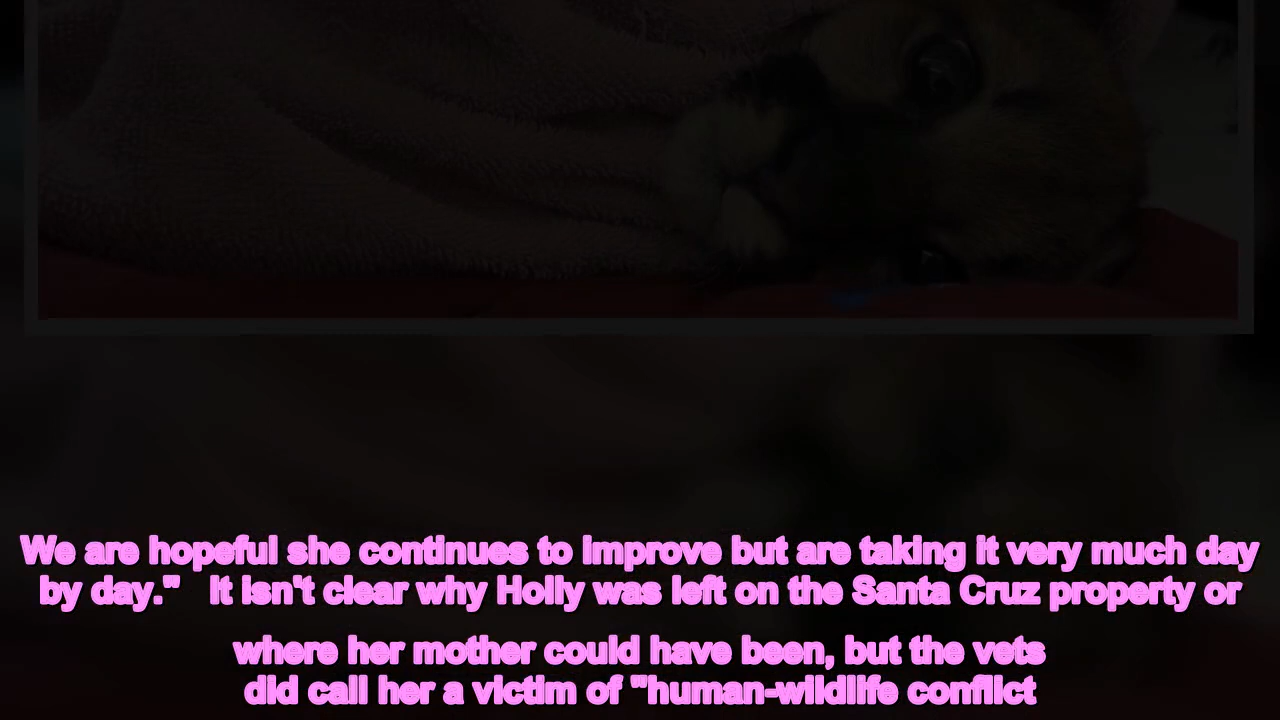 We are hopeful she continues to improve but are taking it very much day
by day."   It isn't clear why Holly was left on the Santa Cruz property or
where her mother could have been, but the vets
did call her a victim of "human-wildlife conflict